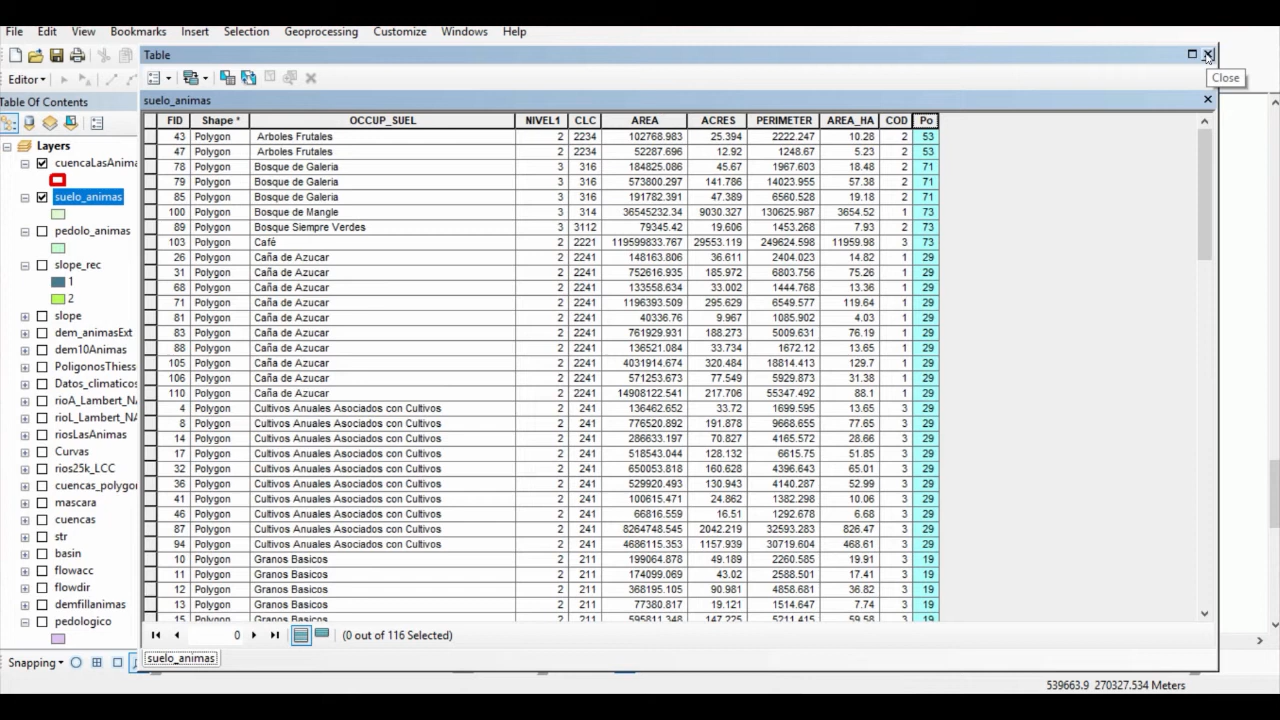 File Edit View Bookmarks Insert Selection Geoprocessing Customize Windows Help
Table
Close
Editor
Table Of Contents
suelo_animas
Layers
cuencaLasAnima
suelo_animas
pedolo_animas
slope_rec
1
2
slope
dem_animasExt
dem10Animas
PoligonosThiess
Datos_climaticos
rioA_Lambert_NA
rioL_Lambert_NA
riosLasAnimas
Curvas
rios25k_LCC
cuencas_polygo
mascara
cuencas
str
basin
flowacc
flowdir
demfillanimas
pedologico
Snapping
FID Shape * OCCUP_SUEL NIVEL1 CLC AREA ACRES PERIMETER AREA_HA COD Po
43 Polygon Arboles Frutales 2 2234 102768.983 25.394 2222.247 10.28 2 53
47 Polygon Arboles Frutales 2 2234 52287.696 12.92 1248.67 5.23 2 53
78 Polygon Bosque de Galeria 3 316 184825.086 45.67 1967.603 18.48 2 71
79 Polygon Bosque de Galeria 3 316 573800.297 141.786 14023.955 57.38 2 71
85 Polygon Bosque de Galeria 3 316 191782.391 47.389 6560.528 19.18 2 71
100 Polygon Bosque de Mangle 3 314 36545232.34 9030.327 130625.987 3654.52 1 73
89 Polygon Bosque Siempre Verdes 3 3112 79345.42 19.606 1453.268 7.93 2 73
103 Polygon Café 2 2221 119599833.767 29553.119 249624.598 11959.98 3 73
26 Polygon Caña de Azucar 2 2241 148163.806 36.611 2404.023 14.82 1 29
31 Polygon Caña de Azucar 2 2241 752616.935 185.972 6803.756 75.26 1 29
68 Polygon Caña de Azucar 2 2241 133558.634 33.002 1444.768 13.36 1 29
71 Polygon Caña de Azucar 2 2241 1196393.509 295.629 6549.577 119.64 1 29
81 Polygon Caña de Azucar 2 2241 40336.76 9.967 1085.902 4.03 1 29
83 Polygon Caña de Azucar 2 2241 761929.931 188.273 5009.631 76.19 1 29
88 Polygon Caña de Azucar 2 2241 136521.084 33.734 1672.12 13.65 1 29
105 Polygon Caña de Azucar 2 2241 4031914.674 320.484 18814.413 129.7 1 29
106 Polygon Caña de Azucar 2 2241 571253.673 77.549 5929.873 31.38 1 29
110 Polygon Caña de Azucar 2 2241 14908122.541 217.706 55347.492 88.1 1 29
4 Polygon Cultivos Anuales Asociados con Cultivos 2 241 136462.652 33.72 1699.595 13.65 3 29
8 Polygon Cultivos Anuales Asociados con Cultivos 2 241 776520.892 191.878 9668.655 77.65 3 29
14 Polygon Cultivos Anuales Asociados con Cultivos 2 241 286633.197 70.827 4165.572 28.66 3 29
17 Polygon Cultivos Anuales Asociados con Cultivos 2 241 518543.044 128.132 6615.75 51.85 3 29
32 Polygon Cultivos Anuales Asociados con Cultivos 2 241 650053.818 160.628 4396.643 65.01 3 29
36 Polygon Cultivos Anuales Asociados con Cultivos 2 241 529920.493 130.943 4140.287 52.99 3 29
41 Polygon Cultivos Anuales Asociados con Cultivos 2 241 100615.471 24.862 1382.298 10.06 3 29
46 Polygon Cultivos Anuales Asociados con Cultivos 2 241 66816.559 16.51 1292.678 6.68 3 29
87 Polygon Cultivos Anuales Asociados con Cultivos 2 241 8264748.545 2042.219 32593.283 826.47 3 29
94 Polygon Cultivos Anuales Asociados con Cultivos 2 241 4686115.353 1157.939 30719.604 468.61 3 29
10 Polygon Granos Basicos 2 211 199064.878 49.189 2260.585 19.91 3 19
11 Polygon Granos Basicos 2 211 174099.069 43.02 2588.501 17.41 3 19
12 Polygon Granos Basicos 2 211 368195.105 90.981 4858.681 36.82 3 19
13 Polygon Granos Basicos 2 211 77380.817 19.121 1514.647 7.74 3 19
15 Polygon Granos Basicos 2 211 595811.348 147.225 5211.415 59.58 3 19
0 (0 out of 116 Selected)
suelo_animas
539663.9 270327.534 Meters